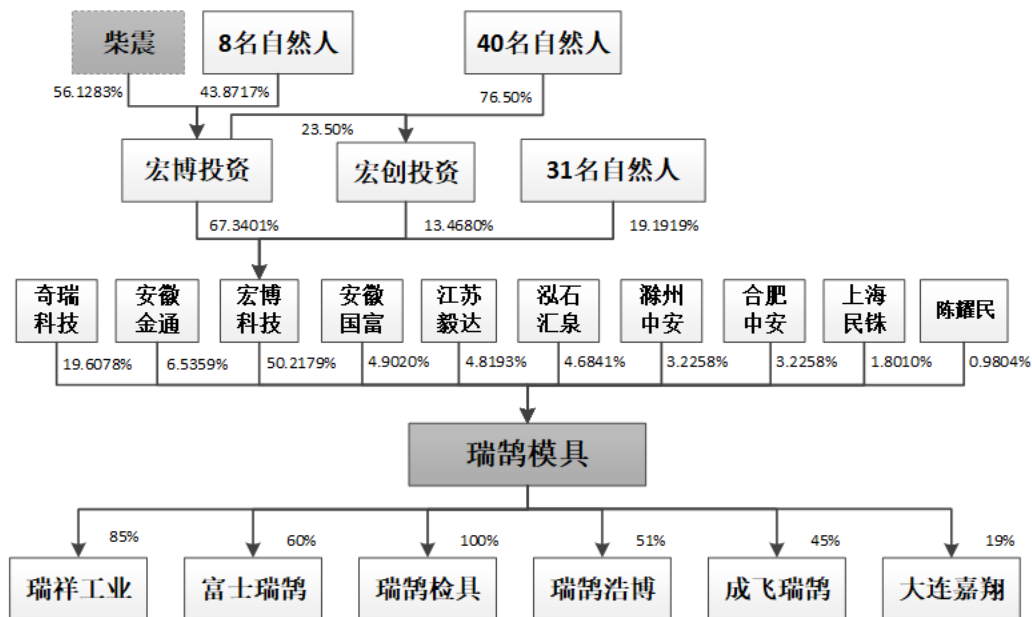 柴震
8名自然人
40名自然人
56.1283%
43.8717%
76.50%
23.50%
宏博投资
宏创投资
31名自然人
67.3401%
13.4680%
19.1919%
奇瑞
科技
安徽
金通
宏博
科技
安徽
国富
江苏
毅达
泓石
汇泉
滁州
中安
合肥
中安
上海
民铢
陈耀民
19.6078%
6.5359%
50.2179%
4.9020%
4.8193%
4.6841%
3.2258%
3.2258%
1.8010%
0.9804%
瑞鹄模具
85%
60%
100%
51%
45%
19%
瑞祥工业
富士瑞鹄
瑞鹄检具
瑞鹄浩博
成飞瑞鹄
大连嘉翔